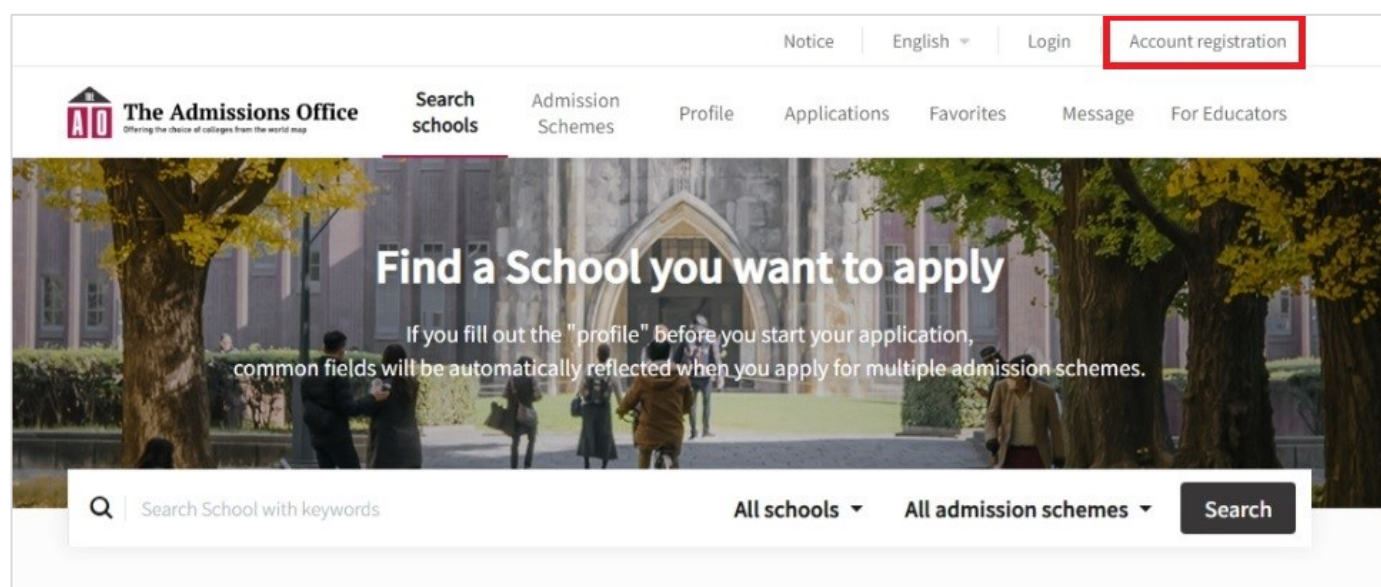 Notice English Login Account registration
THE
AO The Admissions Office
Offering the choice of colleges from the world map
Search schools
Admission Schemes
Profile Applications Favorites Message For Educators
Find a School you want to apply
If you fill out the "profile" before you start your application,
common fields will be automatically reflected when you apply for multiple admission schemes.
Search School with keywords All schools All admission schemes Search